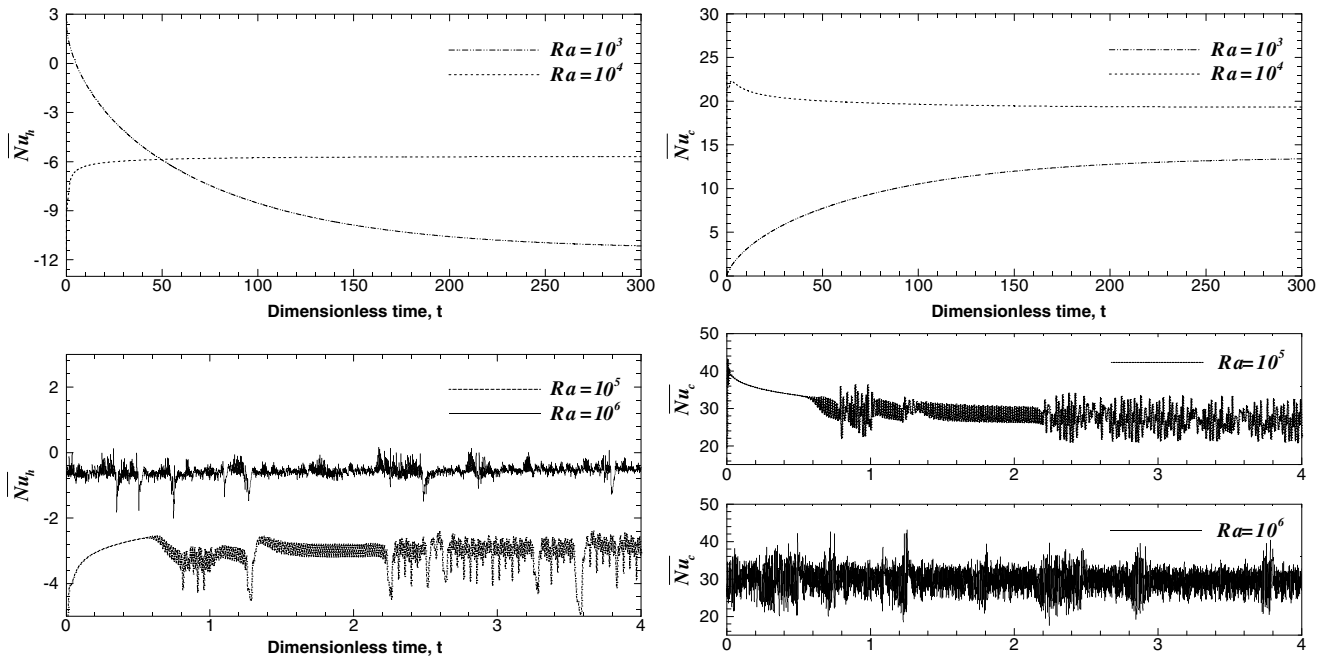 3
0
-3
-6
-9
-12
Nu_h
Ra=10^3
Ra=10^4
0 50 100 150 200 250 300
Dimensionless time, t
30
25
20
15
10
5
0
Nu_c
Ra=10^3
Ra=10^4
0 50 100 150 200 250 300
Dimensionless time, t
2
0
-2
-4
Nu_h
Ra=10^5
Ra=10^6
0 1 2 3 4
Dimensionless time, t
50
40
30
20
Nu_c
Ra=10^5
0 1 2 3 4
50
40
30
20
Nu_c
Ra=10^6
0 1 2 3 4